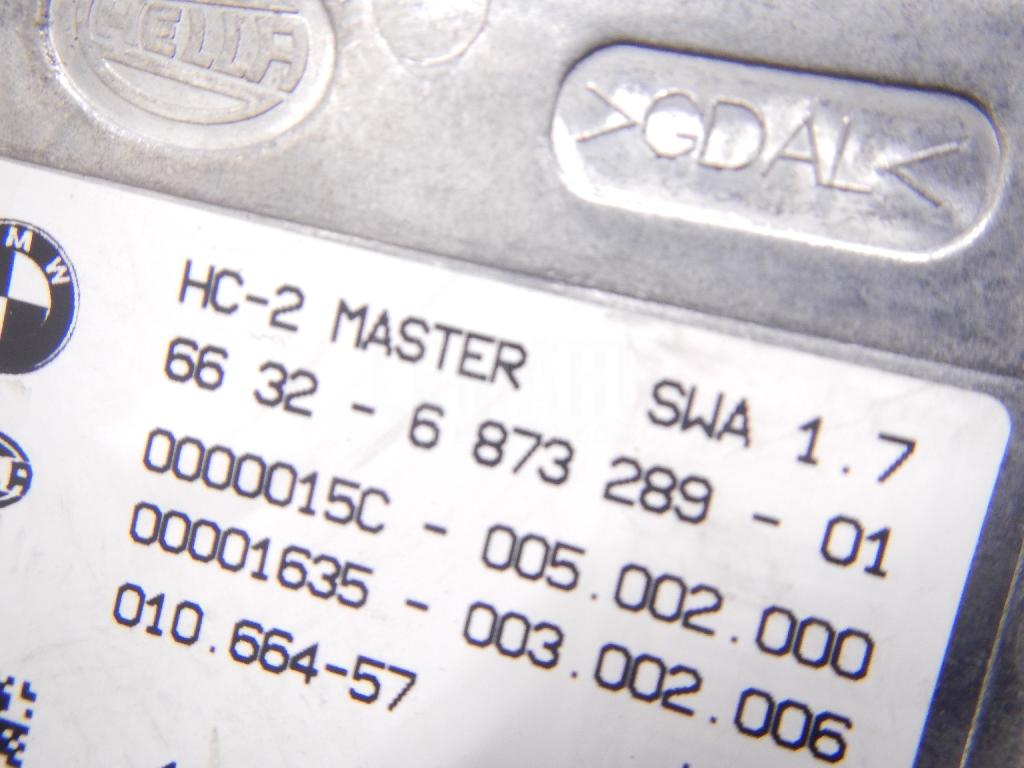 HELLA
>GDAL<
M W
HC-2 MASTER SWA 1.7
66 32 - 6 873 289 - 01
0000015C - 005.002.000
00001635 - 003.002.006
010.664-57